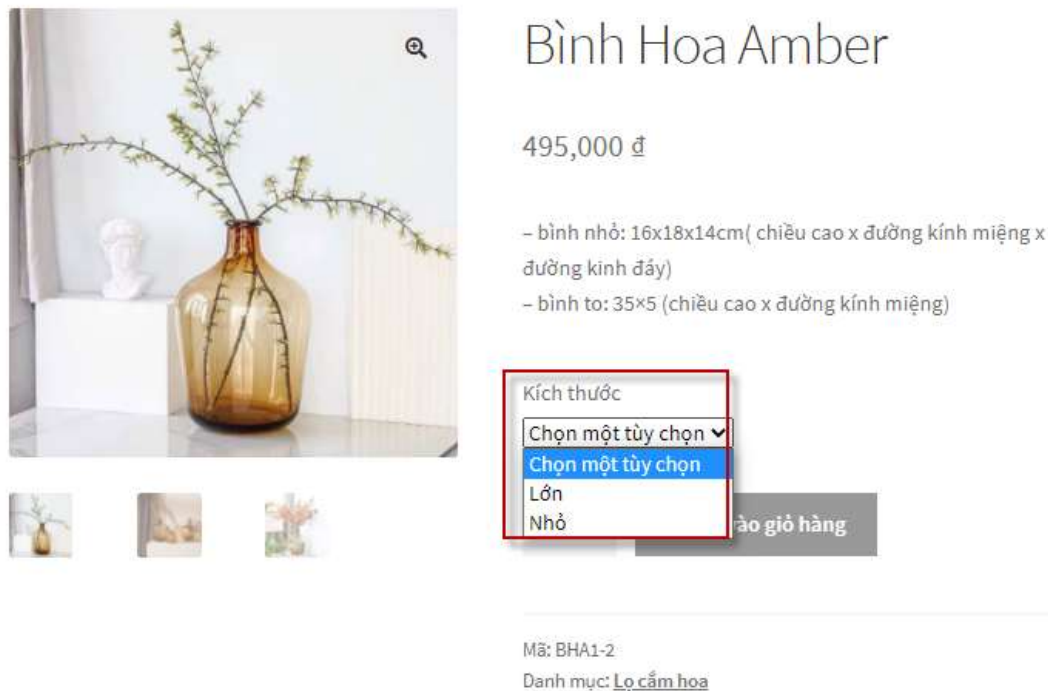 Bình Hoa Amber
495,000 ₫
– bình nhỏ: 16x18x14cm( chiều cao x đường kính miệng x
đường kinh đáy)
– bình to: 35×5 (chiều cao x đường kính miệng)
Kích thước
Chọn một tùy chọn
Chọn một tùy chọn
Lớn
Nhỏ
giỏ hàng
Mã: BHA1-2
Danh mục: Lọ cắm hoa